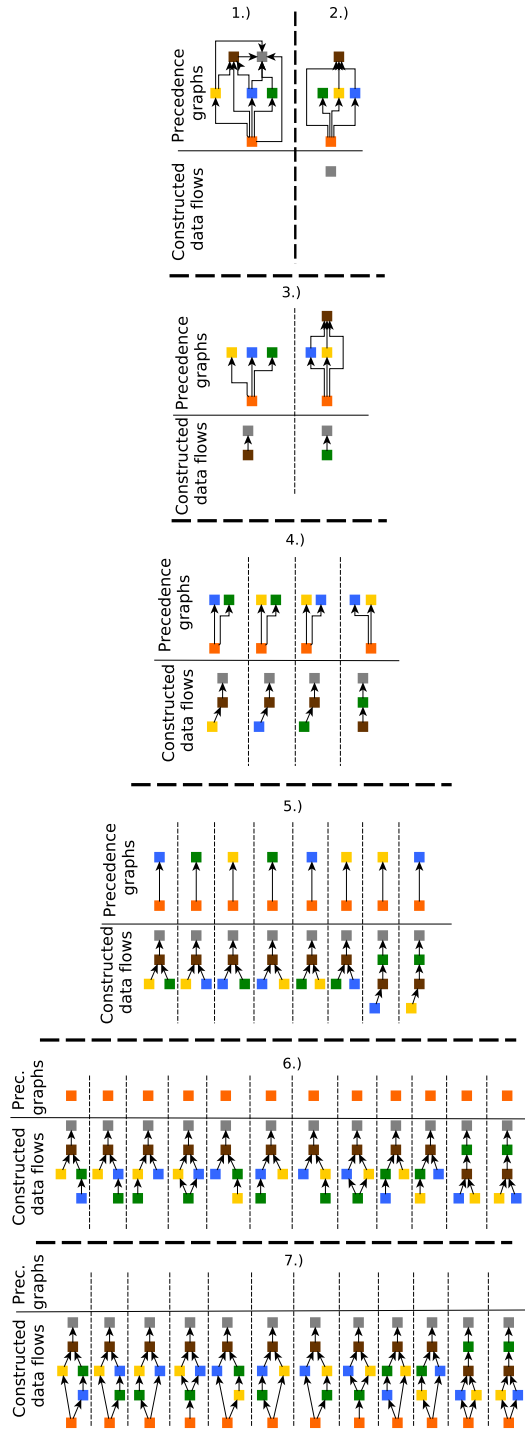 1.)
2.)
Precedence
graphs
Constructed
data flows
3.)
Precedence
graphs
Constructed
data flows
4.)
Precedence
graphs
Constructed
data flows
5.)
Precedence
graphs
Constructed
data flows
6.)
Prec.
graphs
Constructed
data flows
7.)
Prec.
graphs
Constructed
data flows